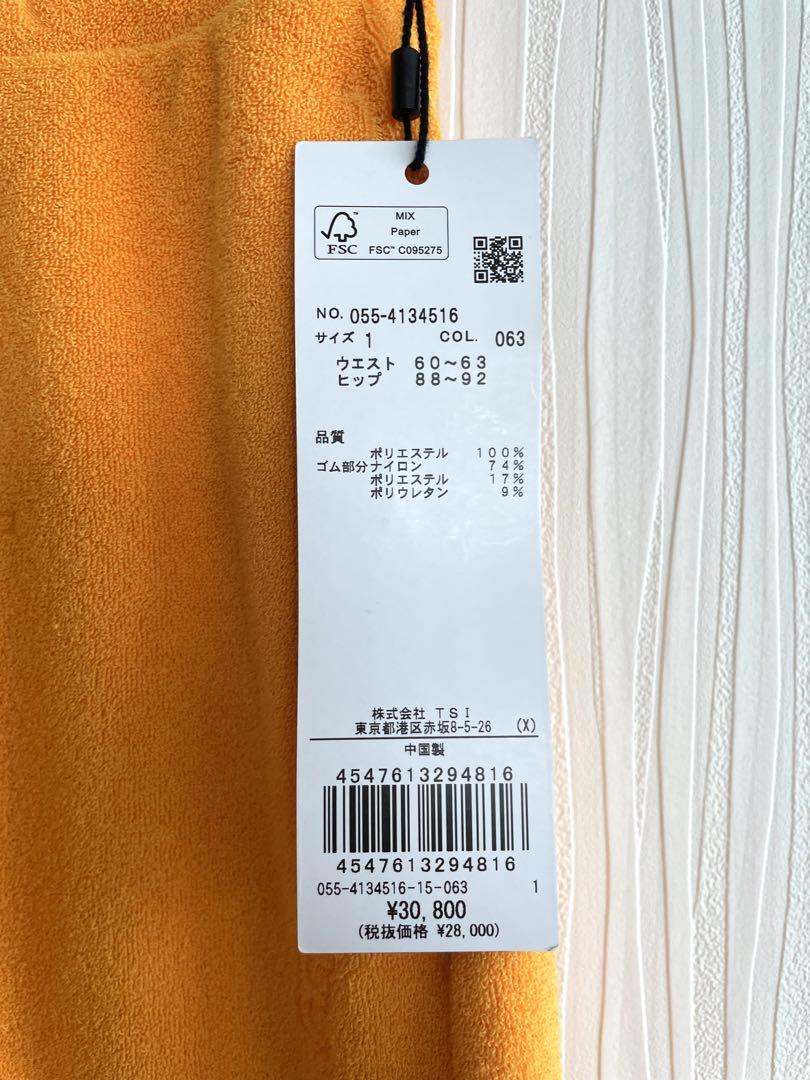 FSC™
MIX
Paper
FSC™ C095275
NO. 055-4134516
サイズ 1 COL. 063
ウエスト 60～63
ヒップ 88～92
品質
ポリエステル 100%
ゴム部分ナイロン 74%
ポリエステル 17%
ポリウレタン 9%
株式会社 TSI
東京都港区赤坂8-5-26 (X)
中国製
4547613294816
4547613294816
055-4134516-15-063 1
¥30,800
(税抜価格 ¥28,000)